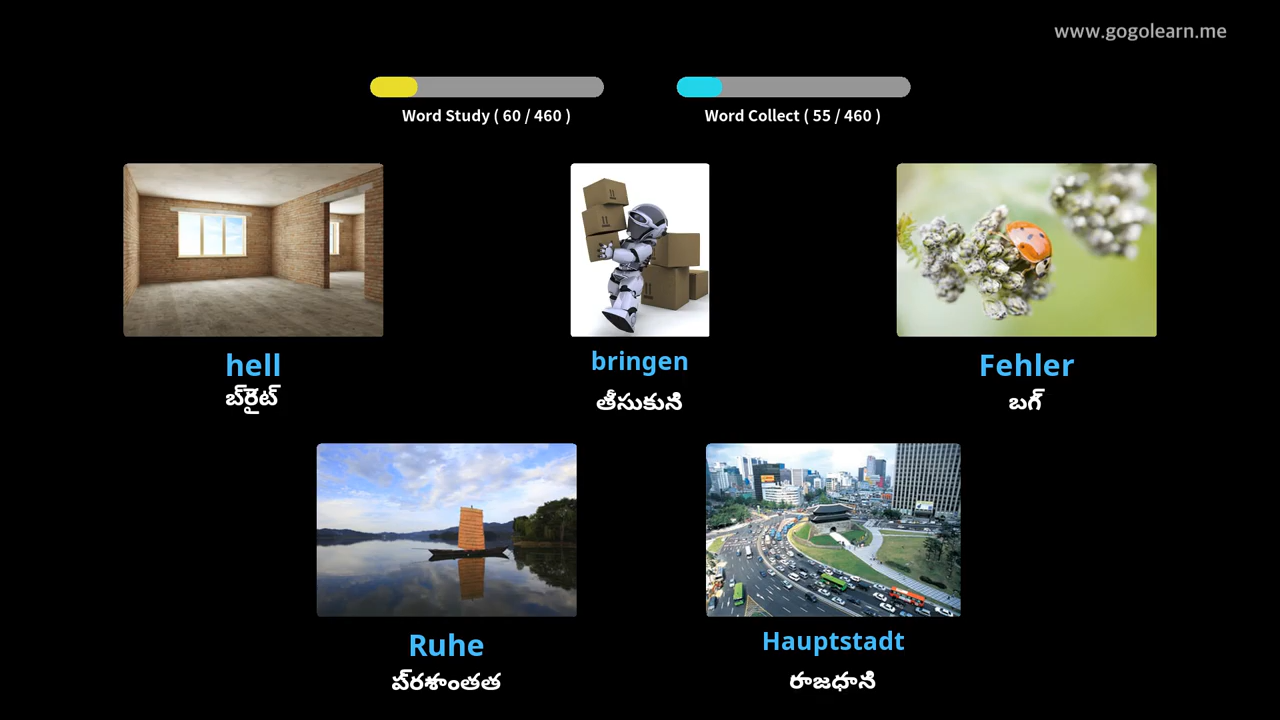 www.gogolearn.me
Word Study ( 60 / 460 )
Word Collect ( 55 / 460 )
hell
బ్రైట్
bringen
తీసుకుని
Fehler
బగ్
Ruhe
ప్రశాంతత
Hauptstadt
రాజధాని